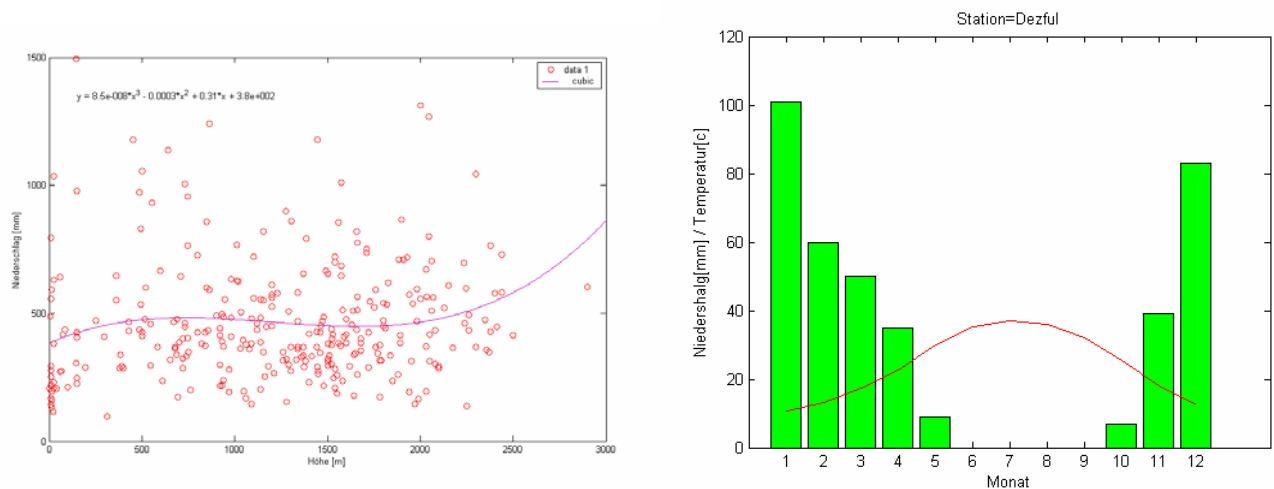 1500
1000
500
0
Niederschlag [mm]
data 1
cubic
y = 8.5e-008*x^3 - 0.0003*x^2 + 0.31*x + 3.8e+002
0 500 1000 1500 2000 2500 3000
Höhe [m]
Station=Dezful
120
100
80
60
40
20
0
Niedershalg[mm] / Temperatur[c]
1 2 3 4 5 6 7 8 9 10 11 12
Monat